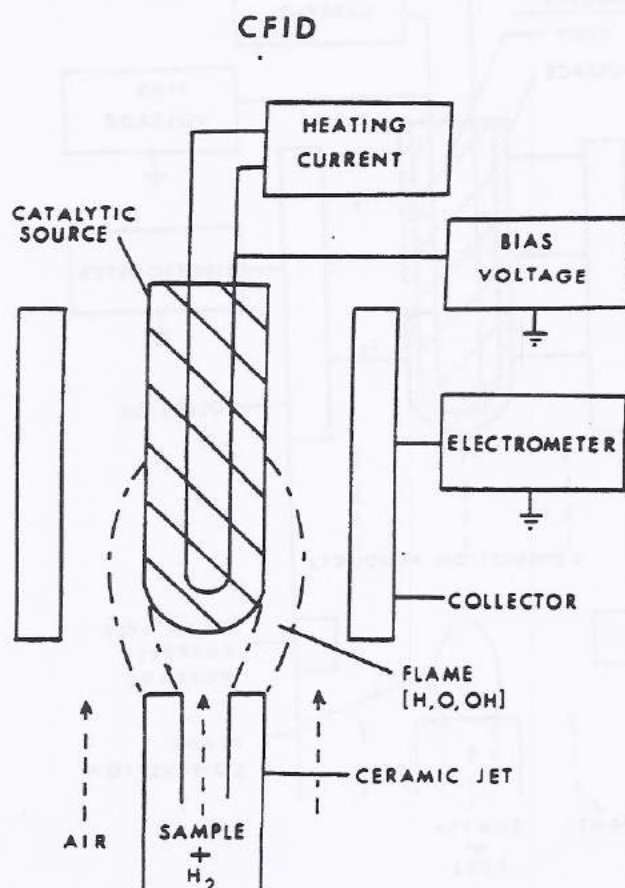 CFID
HEATING
CURRENT
CATALYTIC
SOURCE
BIAS
VOLTAGE
ELECTROMETER
COLLECTOR
FLAME
[H,O,OH]
CERAMIC JET
AIR
SAMPLE
+
H2